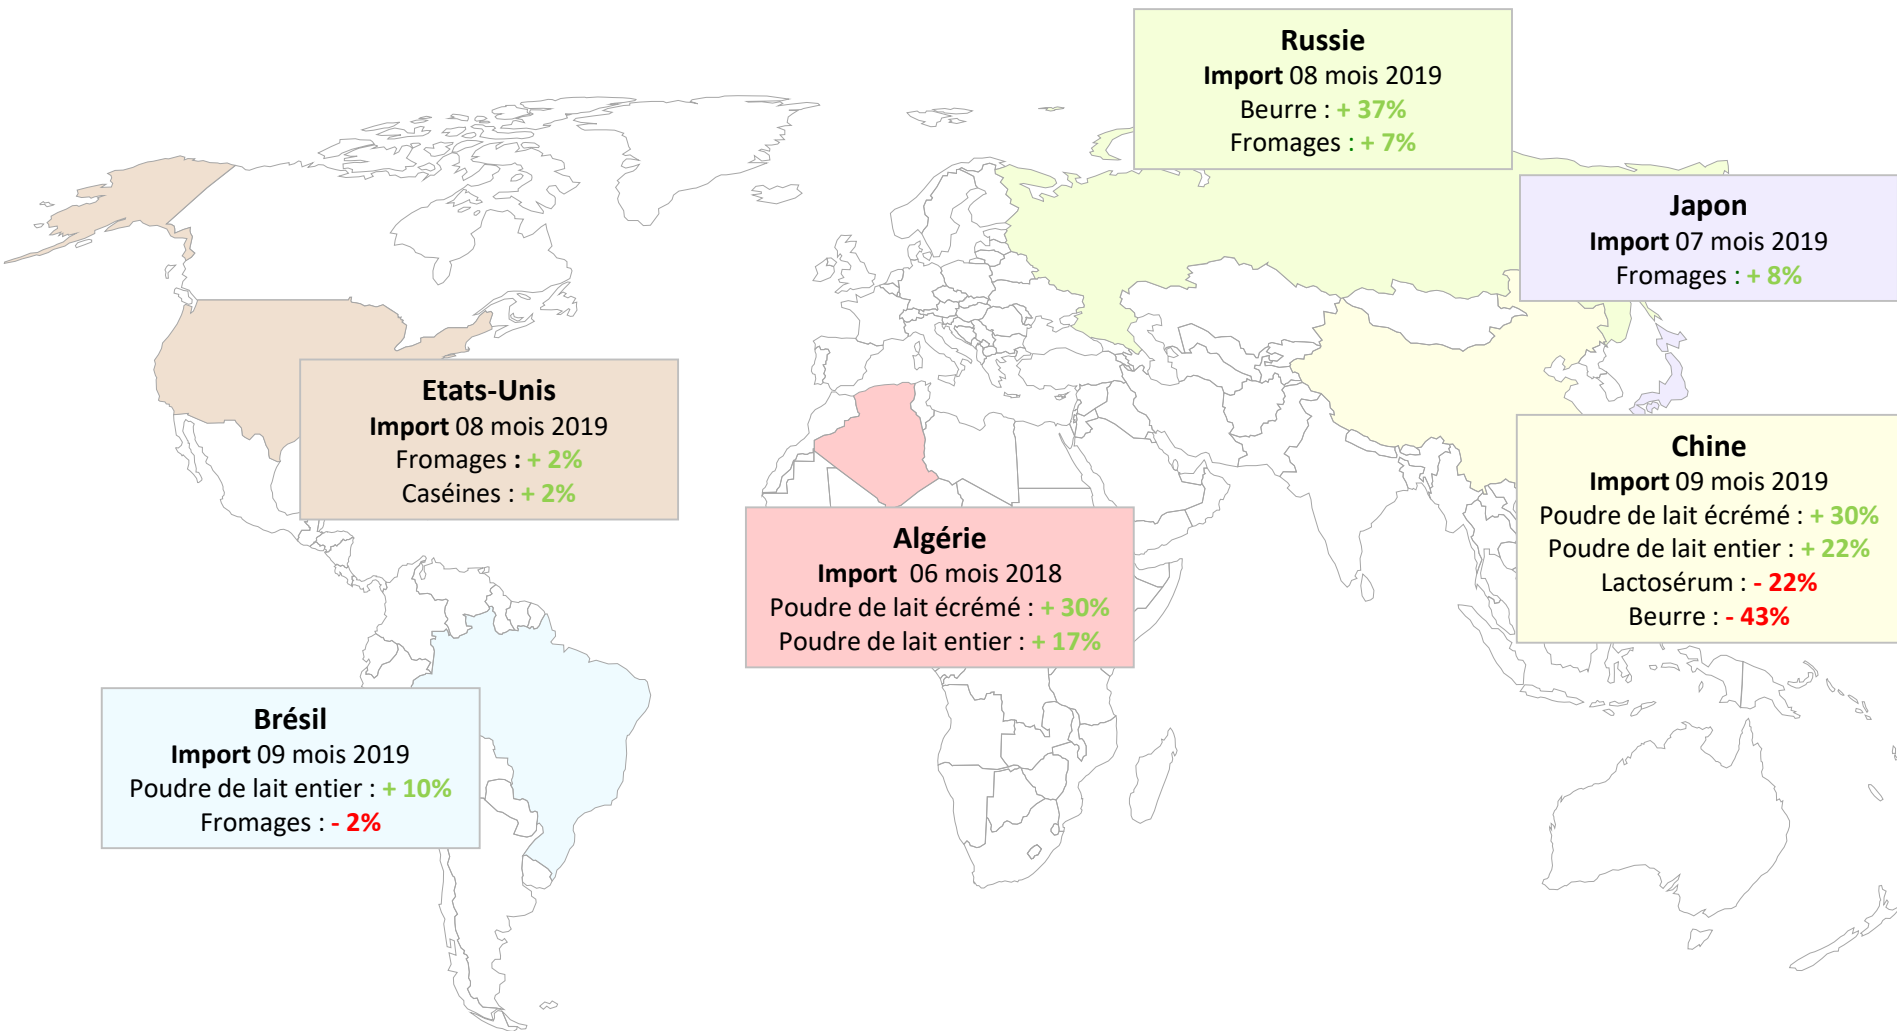 Russie
Import 08 mois 2019
Beurre : + 37%
Fromages : + 7%
Japon
Import 07 mois 2019
Fromages : + 8%
Etats-Unis
Import 08 mois 2019
Fromages : + 2%
Caséines : + 2%
Chine
Import 09 mois 2019
Poudre de lait écrémé : + 30%
Poudre de lait entier : + 22%
Lactosérum : - 22%
Beurre : - 43%
Algérie
Import 06 mois 2018
Poudre de lait écrémé : + 30%
Poudre de lait entier : + 17%
Brésil
Import 09 mois 2019
Poudre de lait entier : + 10%
Fromages : - 2%